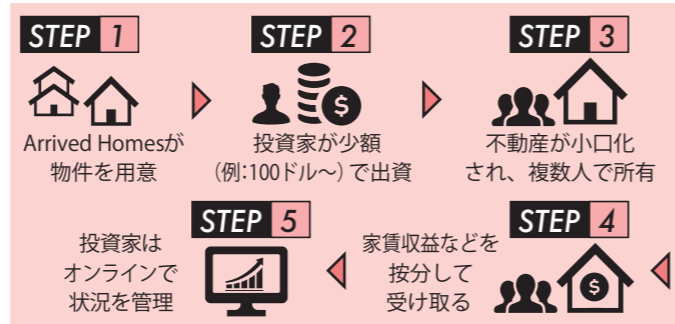 STEP 1
Arrived Homesが
物件を用意
STEP 2
$
投資家が少額
（例：100ドル〜）で出資
STEP 3
不動産が小口化
され、複数人で所有
STEP 4
家賃収益などを
按分して
受け取る
$
STEP 5
投資家は
オンラインで
状況を管理